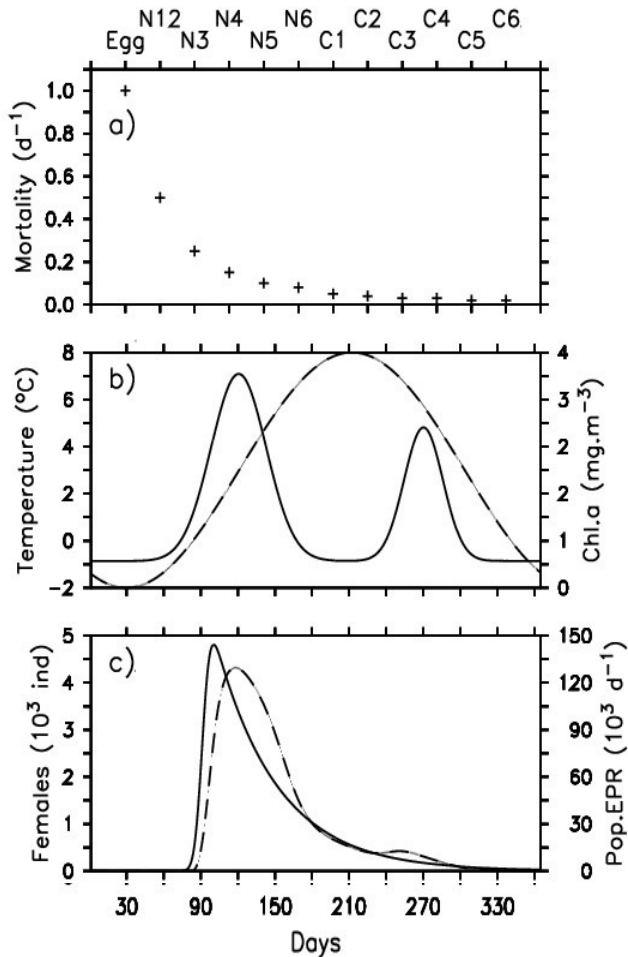 N12 N4 N6 C2 C4 C6
Egg N3 N5 C1 C3 C5
a)
Mortality (d⁻¹)
1.0
0.8
0.6
0.4
0.2
0.0
b)
Temperature (°C)
8
6
4
2
0
-2
4
3
2
2
1
0
Chl.a (mg.m⁻³)
c)
Females (10³ ind)
5
4
3
2
1
0
150
120
90
60
30
0
Pop.EPR (10³ d⁻¹)
30 90 150 210 270 330
Days